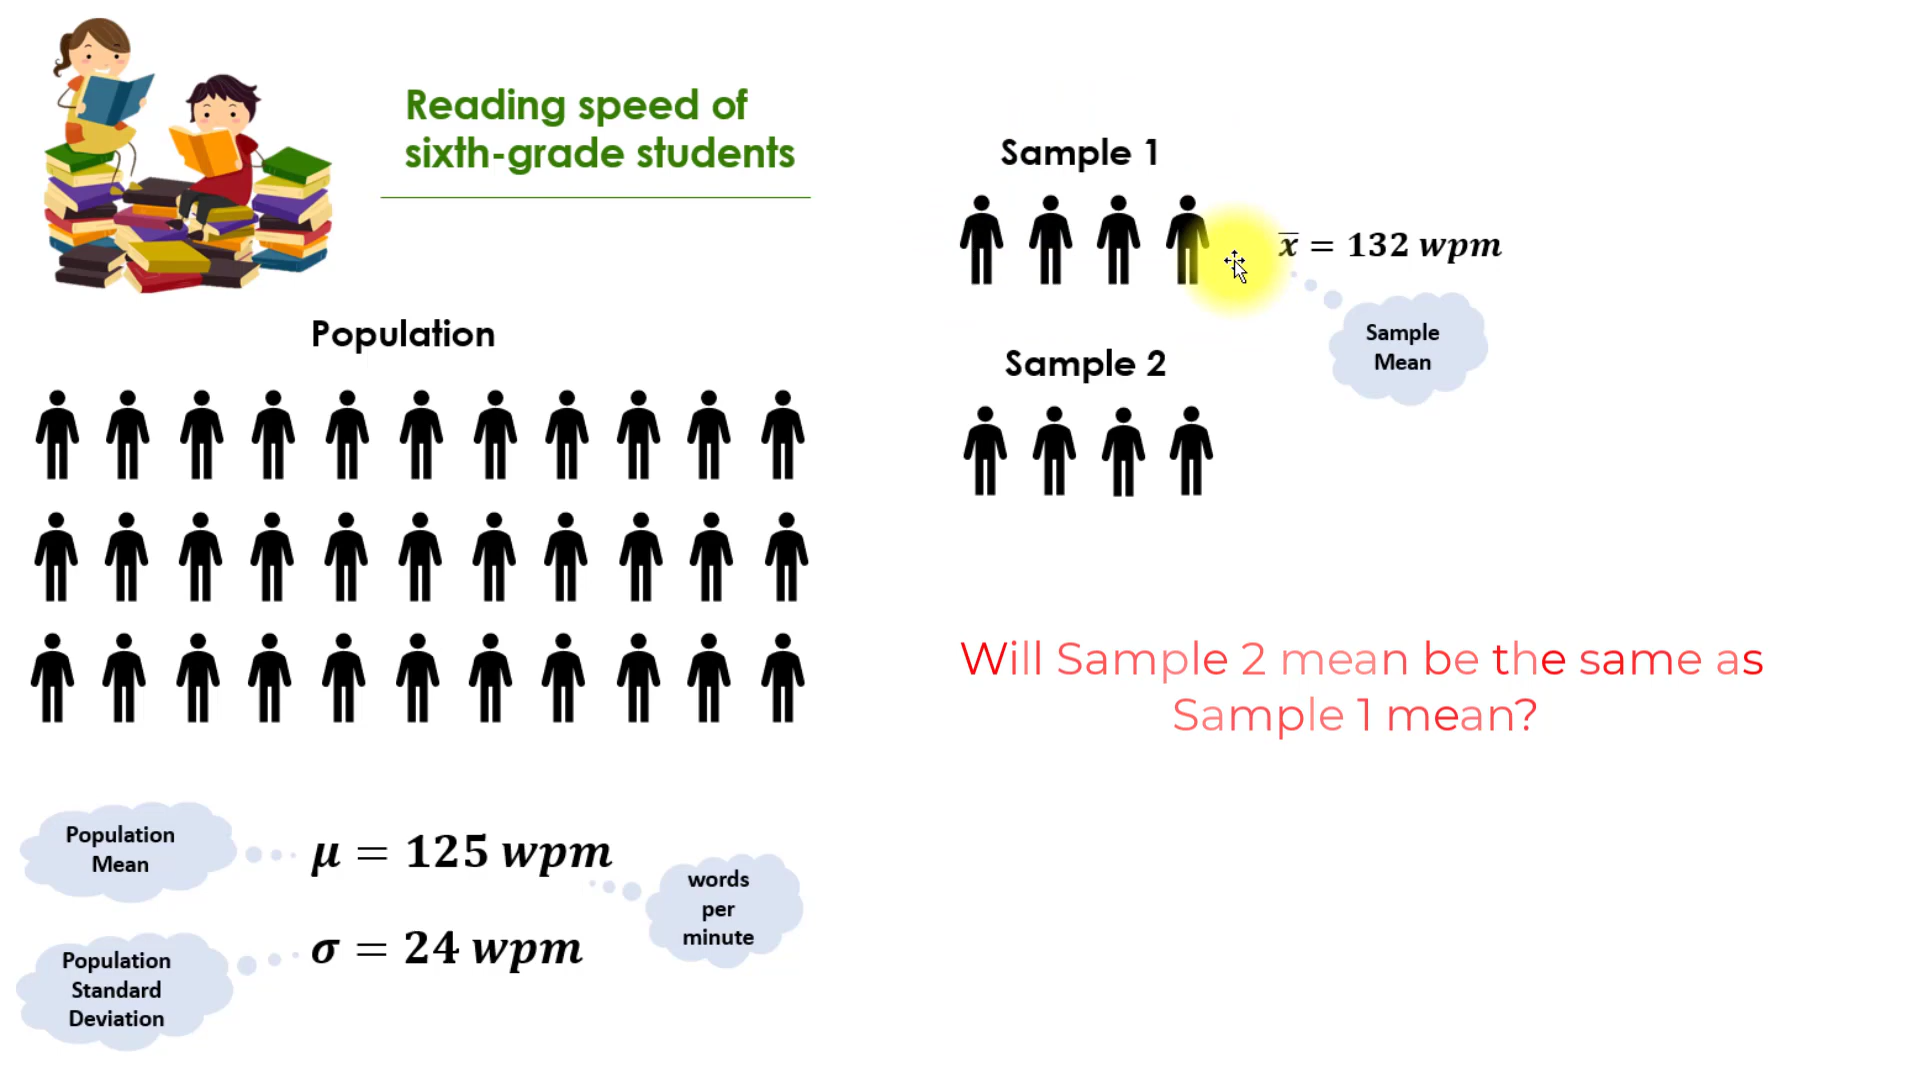 Reading speed of
sixth-grade students
Population
Population
Mean
μ = 125 wpm
words
per
minute
Population
Standard
Deviation
σ = 24 wpm
Sample 1
x̅ = 132 wpm
Sample
Mean
Sample 2
Will Sample 2 mean be the same as
Sample 1 mean?